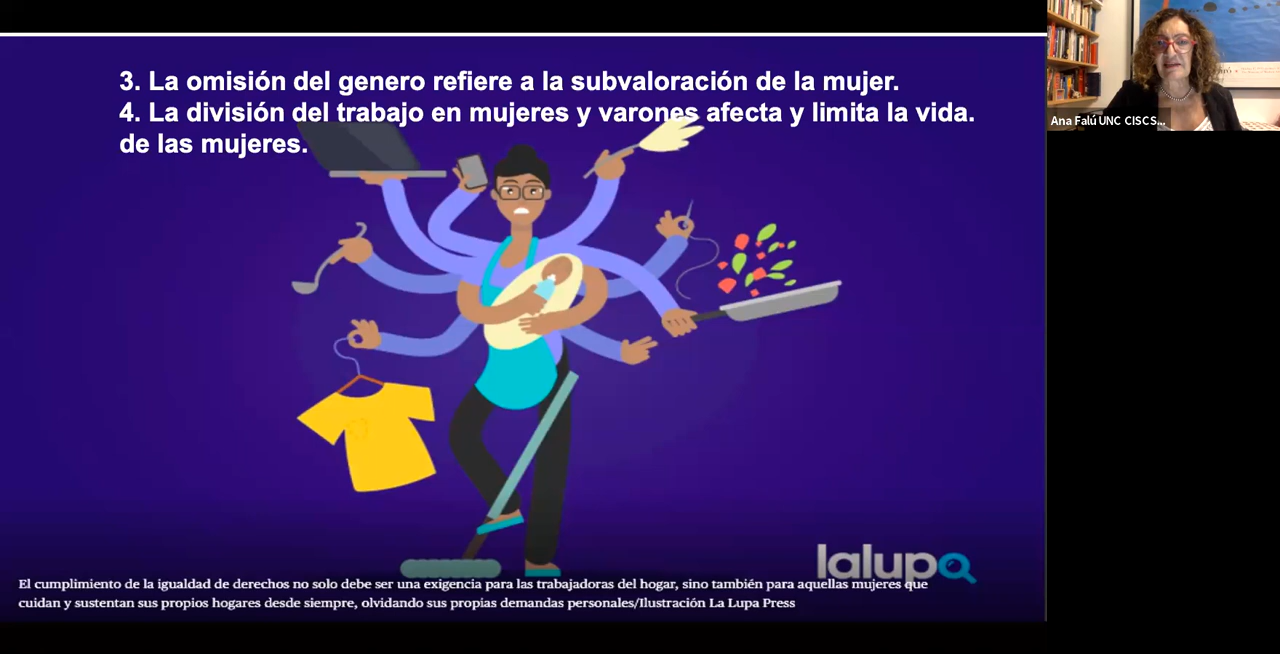 3. La omisión del genero refiere a la subvaloración de la mujer.
4. La división del trabajo en mujeres y varones afecta y limita la vida.
de las mujeres.
Ana Falú UNC CISCS...
lalupa
El cumplimiento de la igualdad de derechos no solo debe ser una exigencia para las trabajadoras del hogar, sino también para aquellas mujeres que
cuidan y sustentan sus propios hogares desde siempre, olvidando sus propias demandas personales/Ilustración La Lupa Press